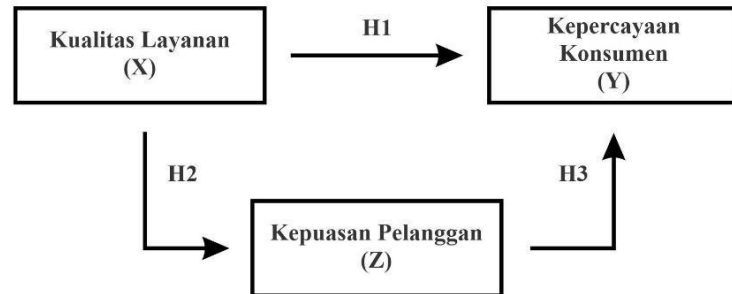 Kualitas Layanan
(X)
H1
Kepercayaan
Konsumen
(Y)
H2
H3
Kepuasan Pelanggan
(Z)